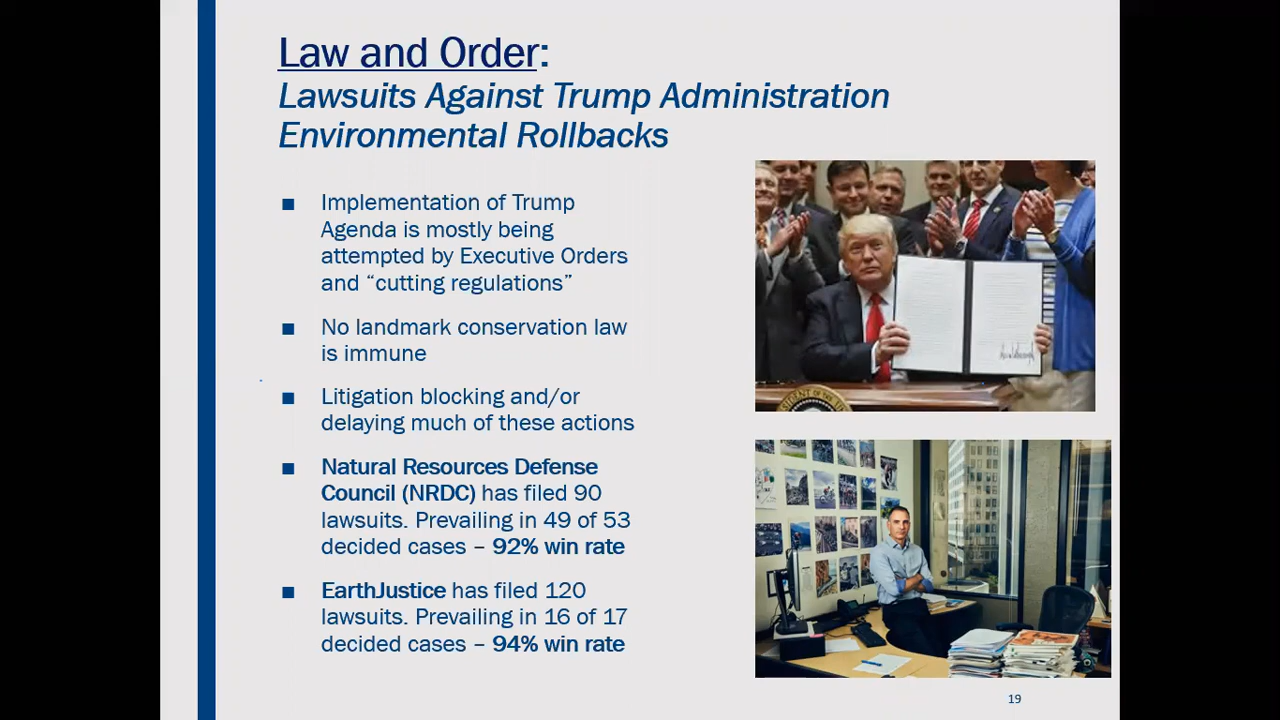 Law and Order:
Lawsuits Against Trump Administration
Environmental Rollbacks
■ Implementation of Trump
Agenda is mostly being
attempted by Executive Orders
and “cutting regulations”
■ No landmark conservation law
is immune
■ Litigation blocking and/or
delaying much of these actions
■ Natural Resources Defense
Council (NRDC) has filed 90
lawsuits. Prevailing in 49 of 53
decided cases – 92% win rate
■ EarthJustice has filed 120
lawsuits. Prevailing in 16 of 17
decided cases – 94% win rate
19